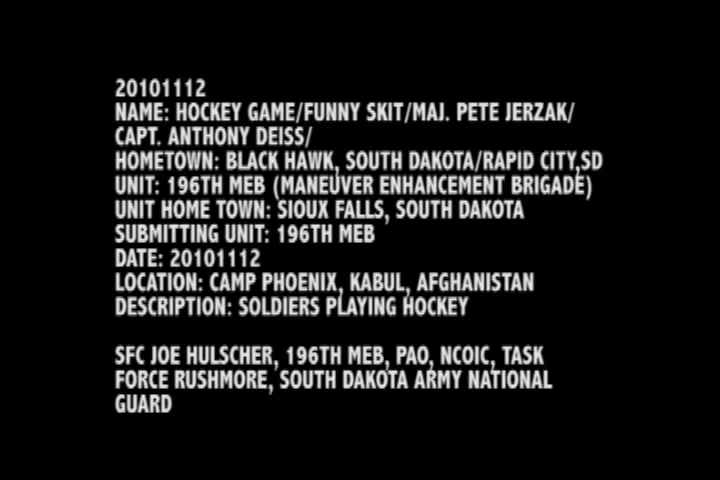 20101112
NAME: HOCKEY GAME/FUNNY SKIT/MAJ. PETE JERZAK/
CAPT. ANTHONY DEISS/
HOMETOWN: BLACK HAWK, SOUTH DAKOTA/RAPID CITY,SD
UNIT: 196TH MEB (MANEUVER ENHANCEMENT BRIGADE)
UNIT HOME TOWN: SIOUX FALLS, SOUTH DAKOTA
SUBMITTING UNIT: 196TH MEB
DATE: 20101112
LOCATION: CAMP PHOENIX, KABUL, AFGHANISTAN
DESCRIPTION: SOLDIERS PLAYING HOCKEY
SFC JOE HULSCHER, 196TH MEB, PAO, NCOIC, TASK
FORCE RUSHMORE, SOUTH DAKOTA ARMY NATIONAL
GUARD